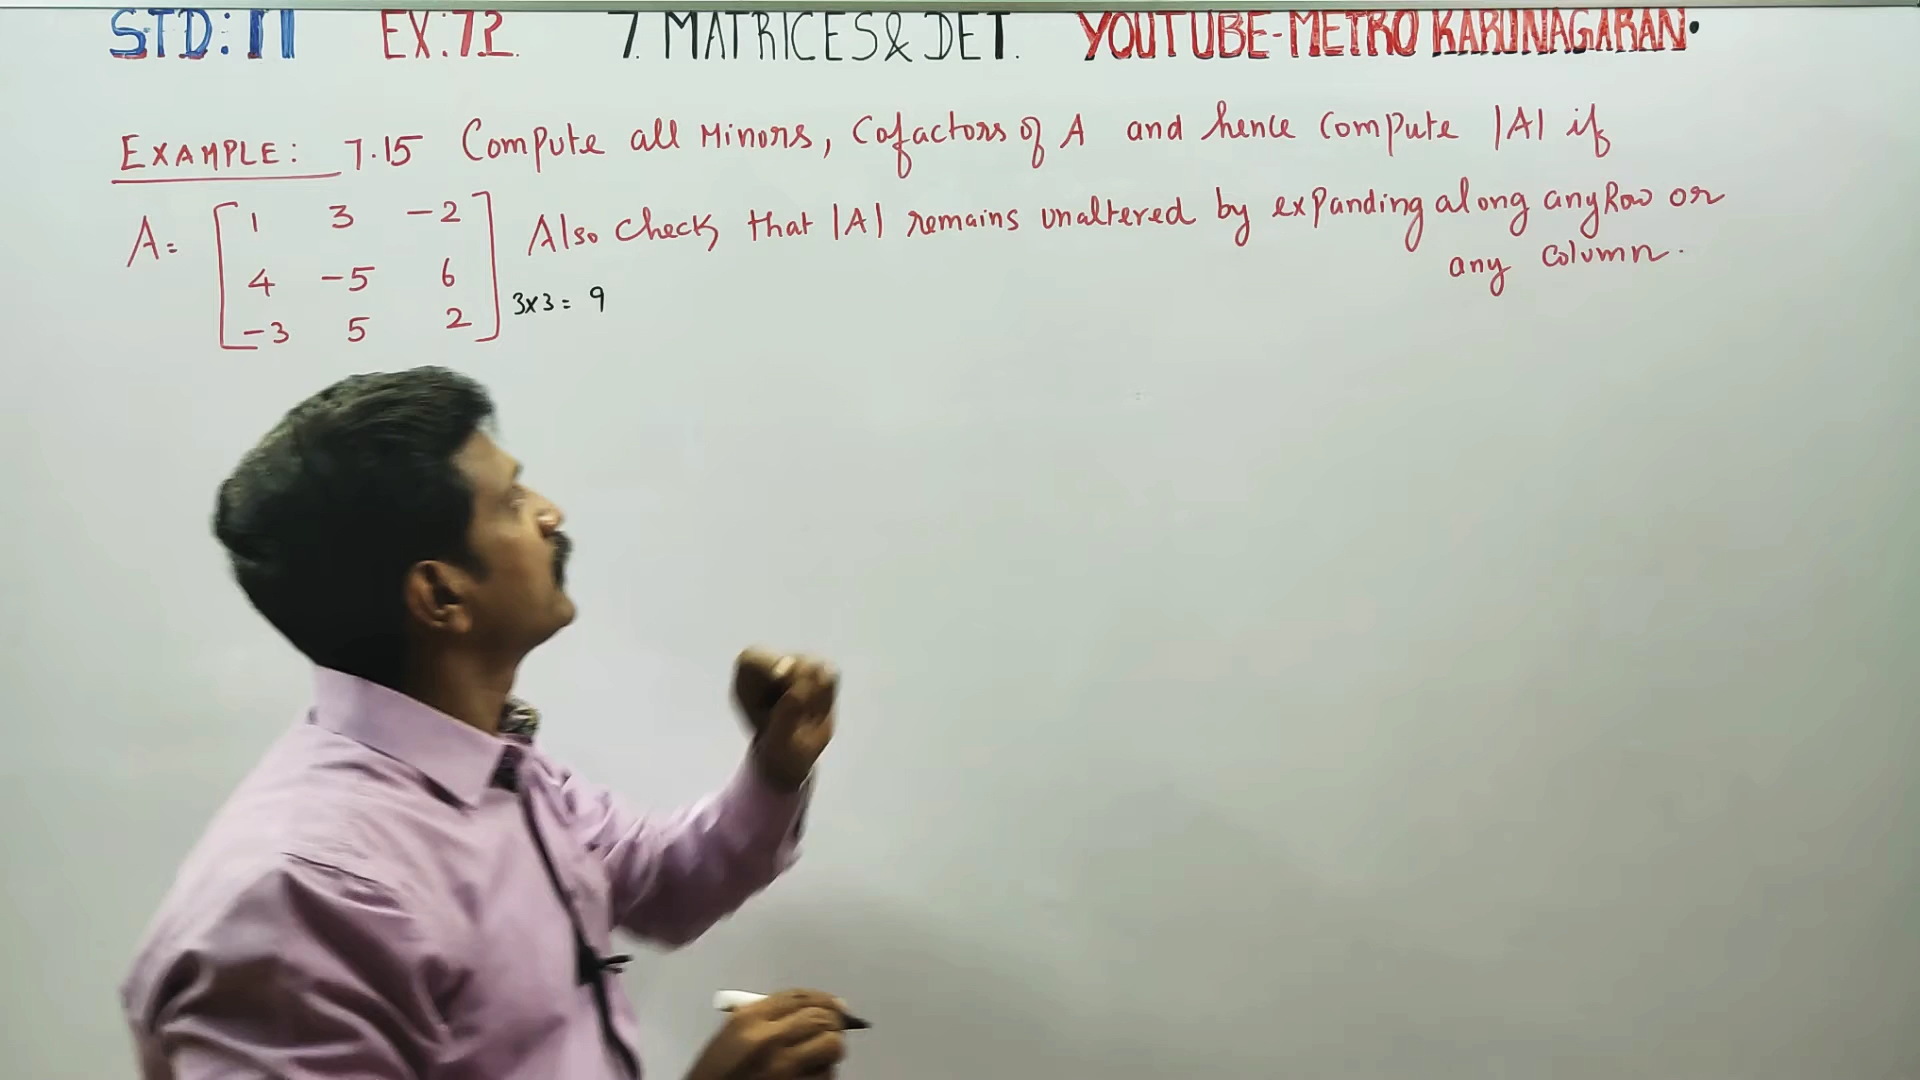 STD: 11 EX: 7.2. 7. MATRICES & DET. YOUTUBE-METRO KARUNAGARAN.
EXAMPLE: 7.15 Compute all Minors, Cofactors of A and hence compute |A| if
A = [ 1 3 -2 ] Also check that |A| remains unaltered by expanding along any Row or
any column.
4 -5 6
3x3 = 9
-3 5 2